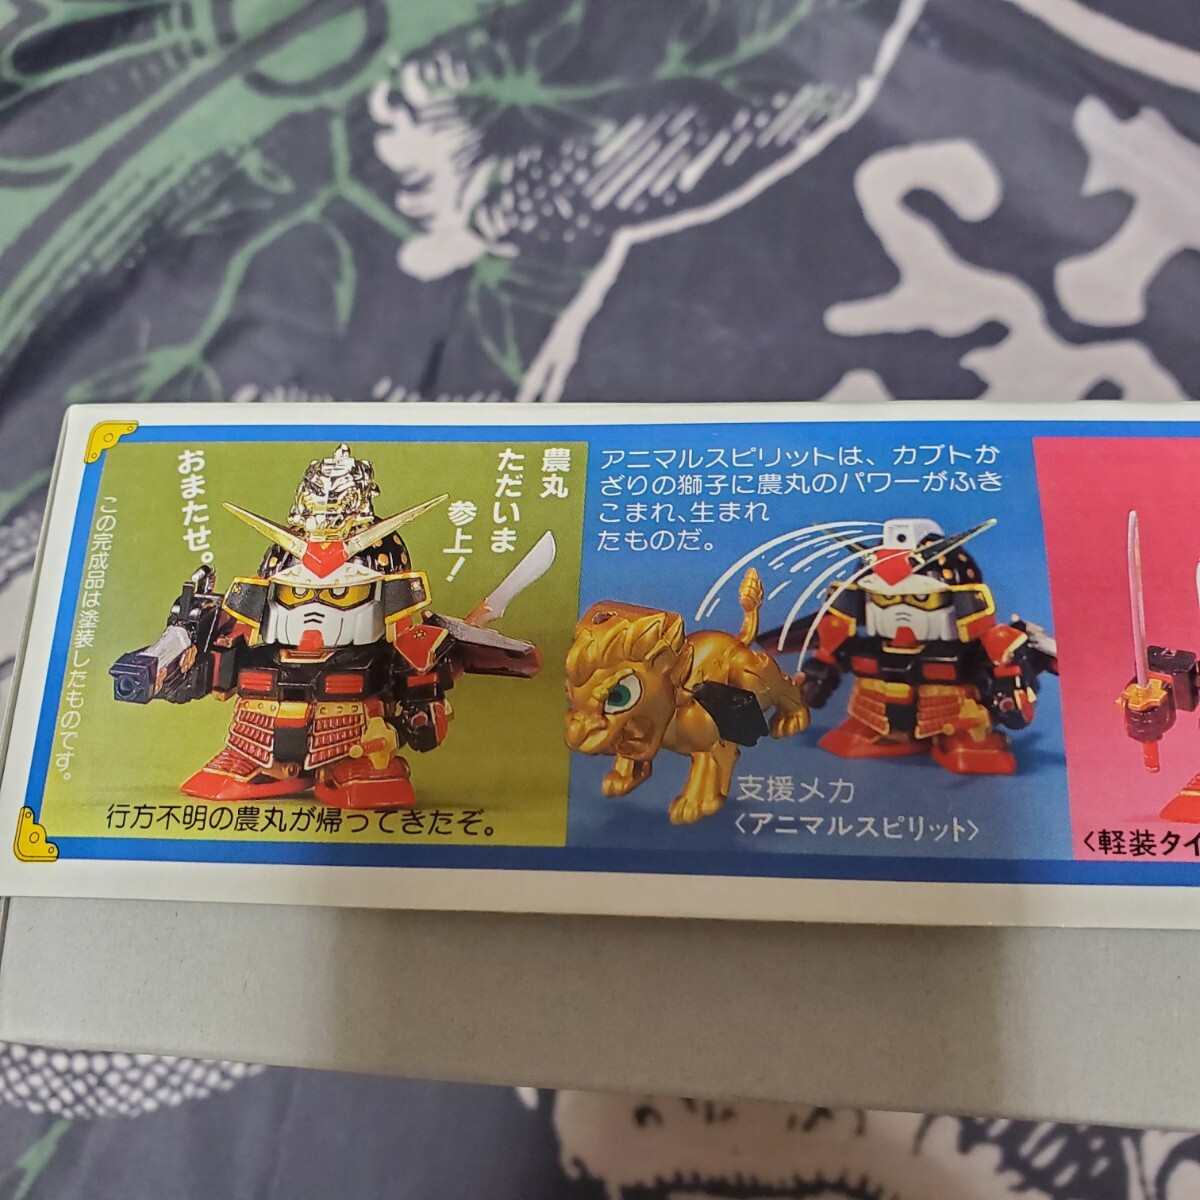 おまたせ。
農丸
ただいま
参上!
この完成品は塗装したものです。
行方不明の農丸が帰ってきたぞ。
アニマルスピリットは、カブトか
ざりの獅子に農丸のパワーがふき
こまれ、生まれ
たものだ。
支援メカ
〈アニマルスピリット〉
〈軽装タイ